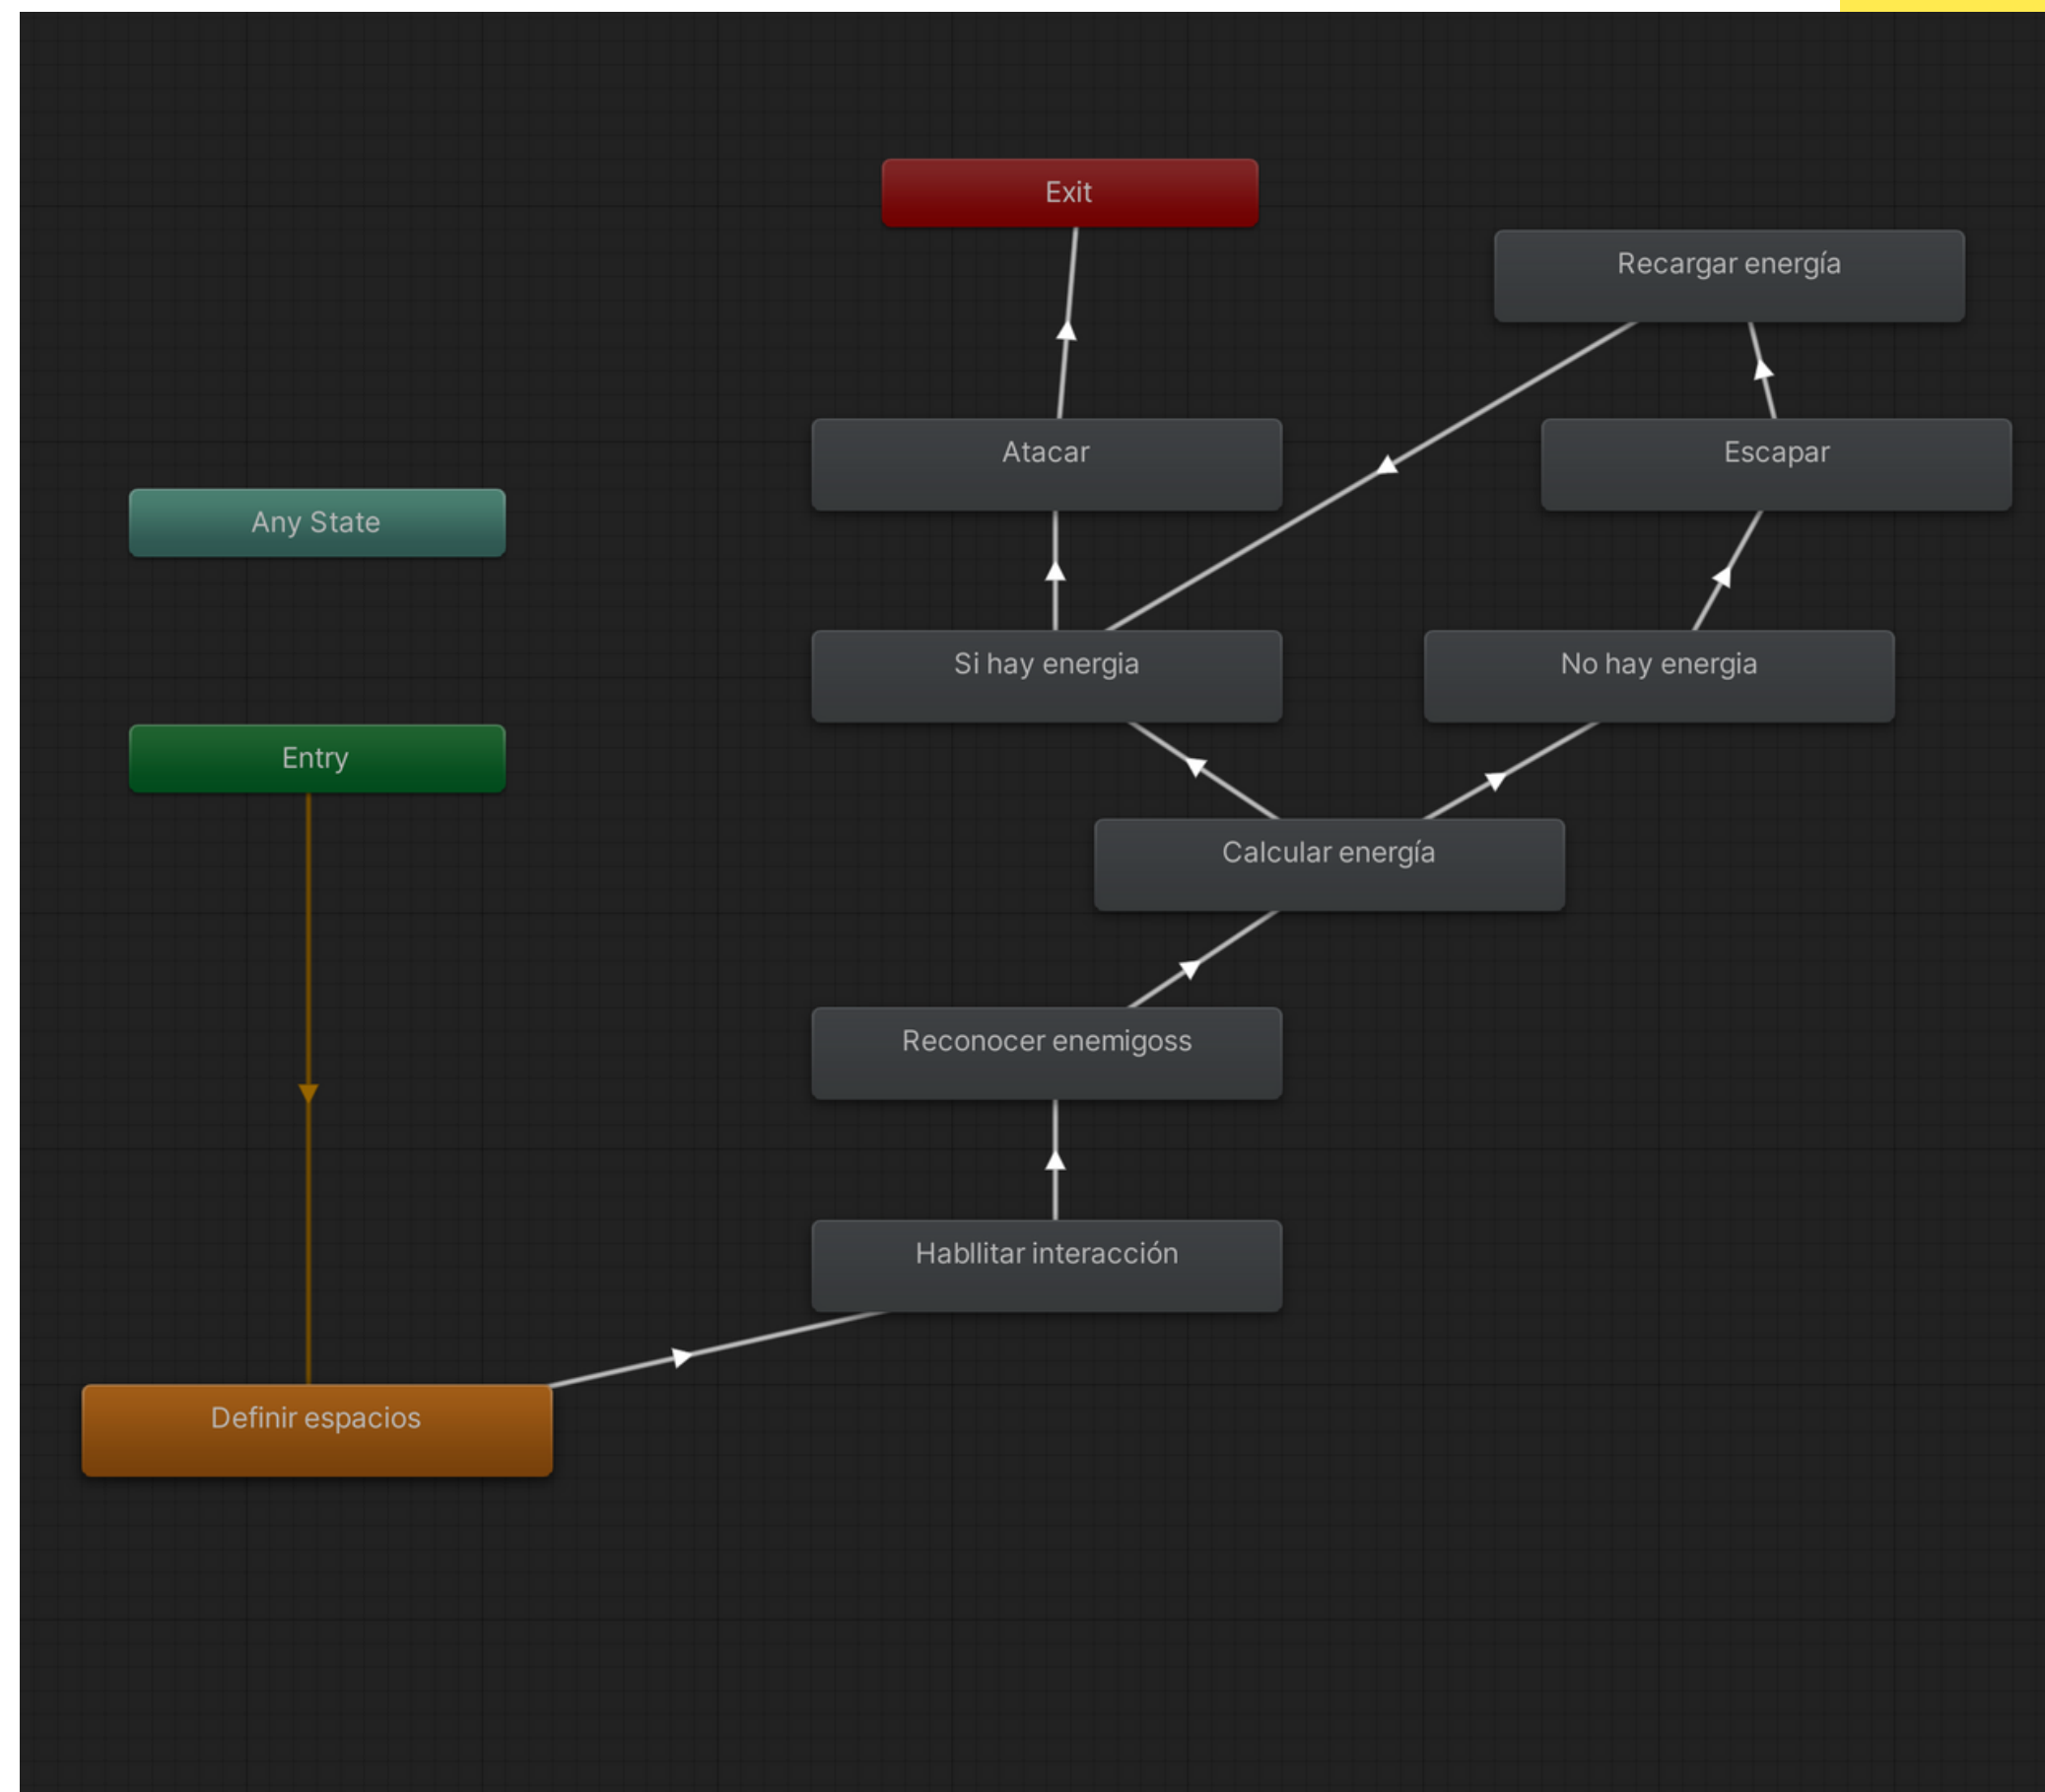 Exit
Recargar energía
Atacar
Escapar
Any State
Si hay energia
No hay energia
Entry
Calcular energía
Reconocer enemigoss
Habllitar interacción
Definir espacios